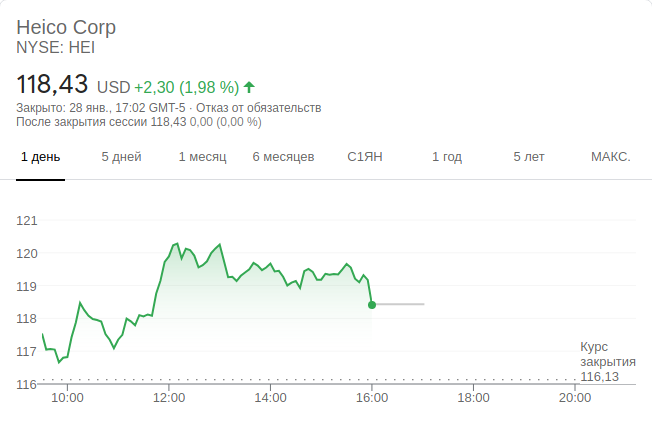 Heico Corp
NYSE: HEI
118,43 USD +2,30 (1,98 %)
Закрыто: 28 янв., 17:02 GMT-5 · Отказ от обязательств
После закрытия сессии 118,43 0,00 (0,00 %)
1 день 5 дней 1 месяц 6 месяцев С1ЯН 1 год 5 лет МАКС.
121
120
119
118
117
116
Курс
закрытия
116,13
10:00 12:00 14:00 16:00 18:00 20:00